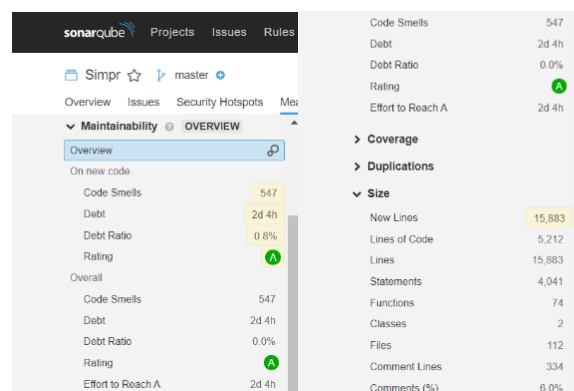 sonarqube Projects Issues Rules
Simpr master
Overview Issues Security Hotspots Mea
Maintainability OVERVIEW
Overview
On new code
Code Smells 547
Debt 2d 4h
Debt Ratio 0.8%
Rating A
Overall
Code Smells 547
Debt 2d 4h
Debt Ratio 0.0%
Rating A
Effort to Reach A 2d 4h
Code Smells 547
Debt 2d 4h
Debt Ratio 0.0%
Rating A
Effort to Reach A 2d 4h
Coverage
Duplications
Size
New Lines 15,883
Lines of Code 5,212
Lines 15,883
Statements 4,041
Functions 74
Classes 2
Files 112
Comment Lines 334
Comments (%) 6.0%